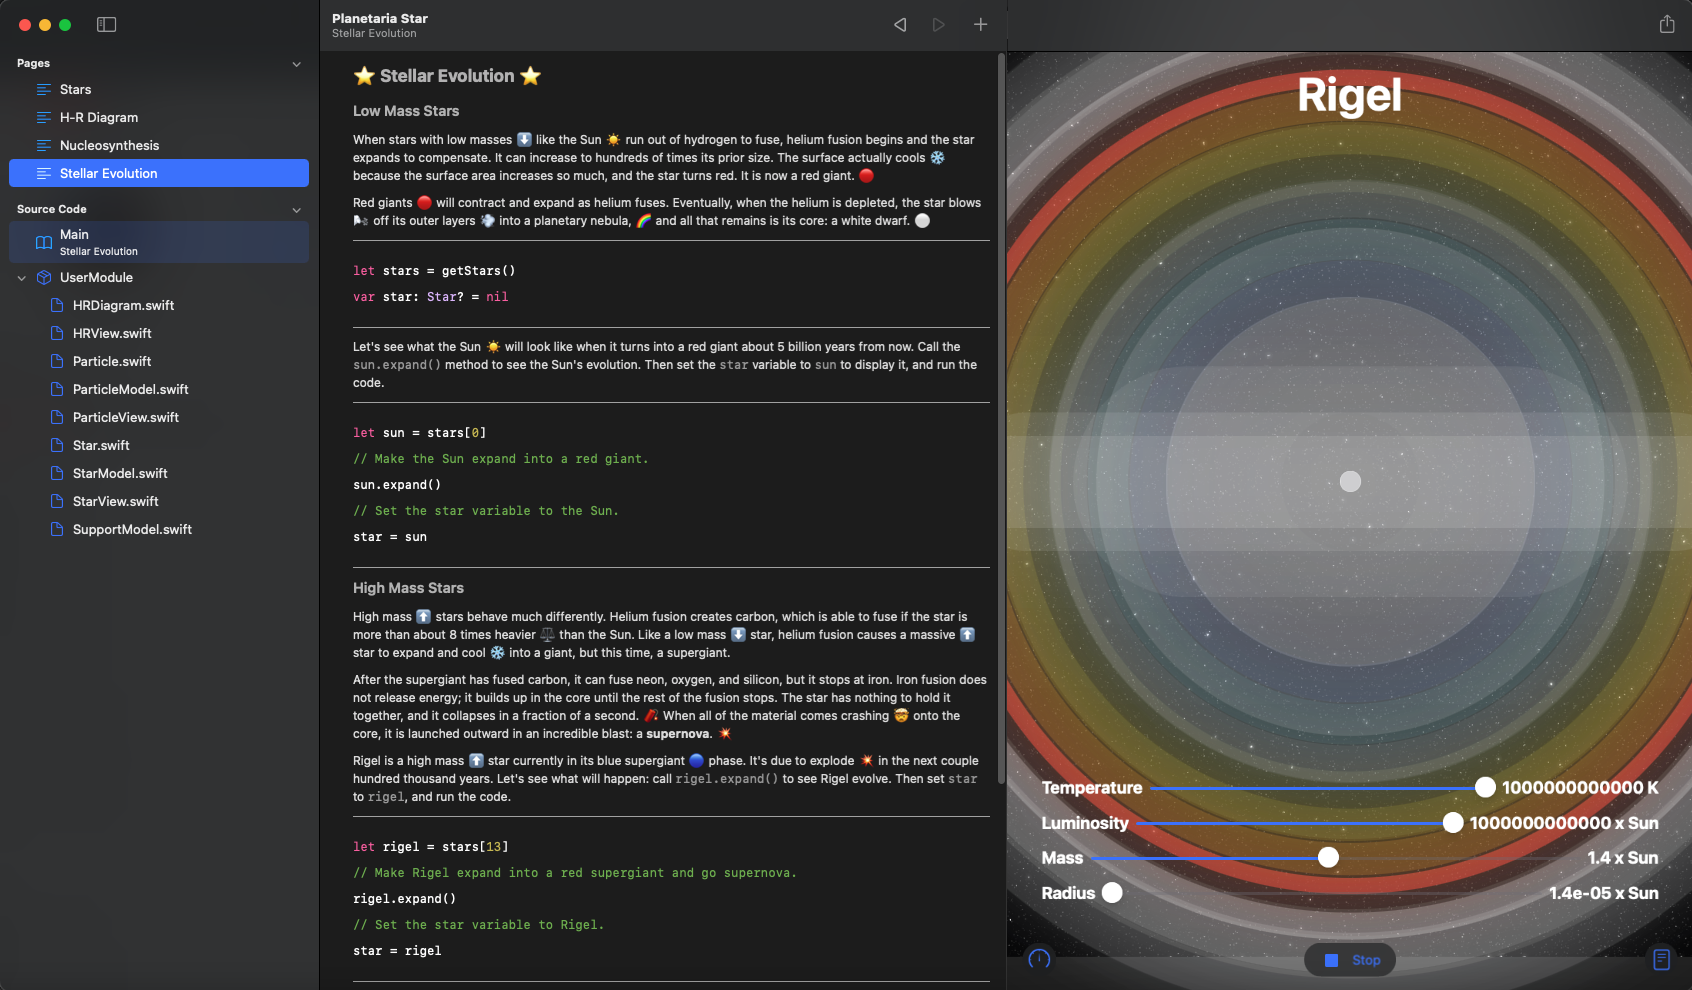 Pages
Stars
H-R Diagram
Nucleosynthesis
Stellar Evolution
Source Code
Main
Stellar Evolution
UserModule
HRDiagram.swift
HRView.swift
Particle.swift
ParticleModel.swift
ParticleView.swift
Star.swift
StarModel.swift
StarView.swift
SupportModel.swift
Planetaria Star
Stellar Evolution
⭐ Stellar Evolution ⭐
Low Mass Stars
When stars with low masses ⬇️ like the Sun ☀️ run out of hydrogen to fuse, helium fusion begins and the star
expands to compensate. It can increase to hundreds of times its prior size. The surface actually cools ❄️
because the surface area increases so much, and the star turns red. It is now a red giant. 🔴
Red giants 🔴 will contract and expand as helium fuses. Eventually, when the helium is depleted, the star blows
🌬 off its outer layers 💨 into a planetary nebula, 🌈 and all that remains is its core: a white dwarf. ⚪
let stars = getStars()
var star: Star? = nil
Let's see what the Sun ☀️ will look like when it turns into a red giant about 5 billion years from now. Call the
sun.expand() method to see the Sun's evolution. Then set the star variable to sun to display it, and run the
code.
let sun = stars[0]
// Make the Sun expand into a red giant.
sun.expand()
// Set the star variable to the Sun.
star = sun
High Mass Stars
High mass ⬆️ stars behave much differently. Helium fusion creates carbon, which is able to fuse if the star is
more than about 8 times heavier ⚖️ than the Sun. Like a low mass ⬇️ star, helium fusion causes a massive ⬆️
star to expand and cool ❄️ into a giant, but this time, a supergiant.
After the supergiant has fused carbon, it can fuse neon, oxygen, and silicon, but it stops at iron. Iron fusion does
not release energy; it builds up in the core until the rest of the fusion stops. The star has nothing to hold it
together, and it collapses in a fraction of a second. 🧨 When all of the material comes crashing 🤯 onto the
core, it is launched outward in an incredible blast: a supernova. 💥
Rigel is a high mass ⬆️ star currently in its blue supergiant 🔵 phase. It's due to explode 💥 in the next couple
hundred thousand years. Let's see what will happen: call rigel.expand() to see Rigel evolve. Then set star
to rigel, and run the code.
let rigel = stars[13]
// Make Rigel expand into a red supergiant and go supernova.
rigel.expand()
// Set the star variable to Rigel.
star = rigel
Rigel
Temperature 1000000000000 K
Luminosity 1000000000000 x Sun
Mass 1.4 x Sun
Radius 1.4e-05 x Sun
Stop